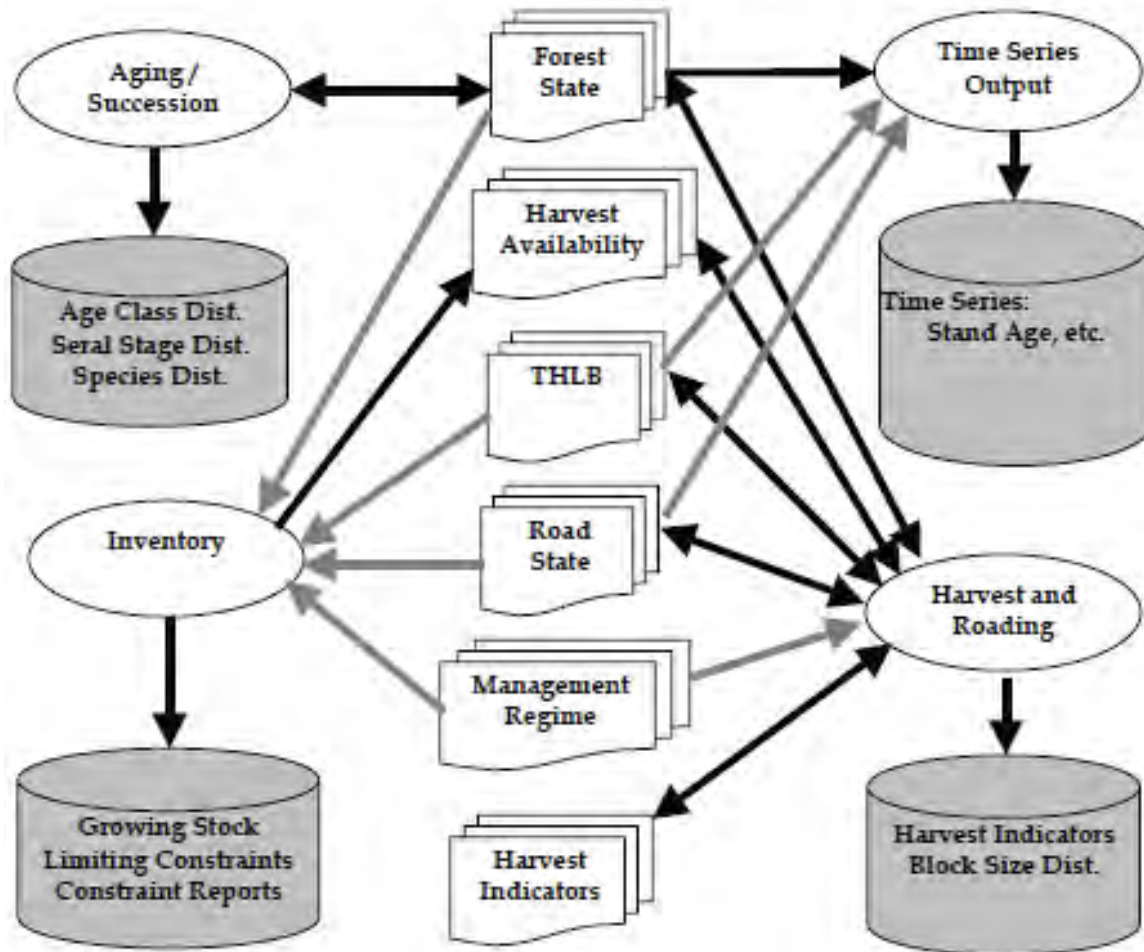 Aging /
Succession
Forest
State
Time Series
Output
Harvest
Availability
Age Class Dist.
Seral Stage Dist.
Species Dist.
Time Series:
Stand Age, etc.
THLB
Inventory
Road
State
Harvest and
Roading
Management
Regime
Growing Stock
Limiting Constraints
Constraint Reports
Harvest
Indicators
Harvest Indicators
Block Size Dist.